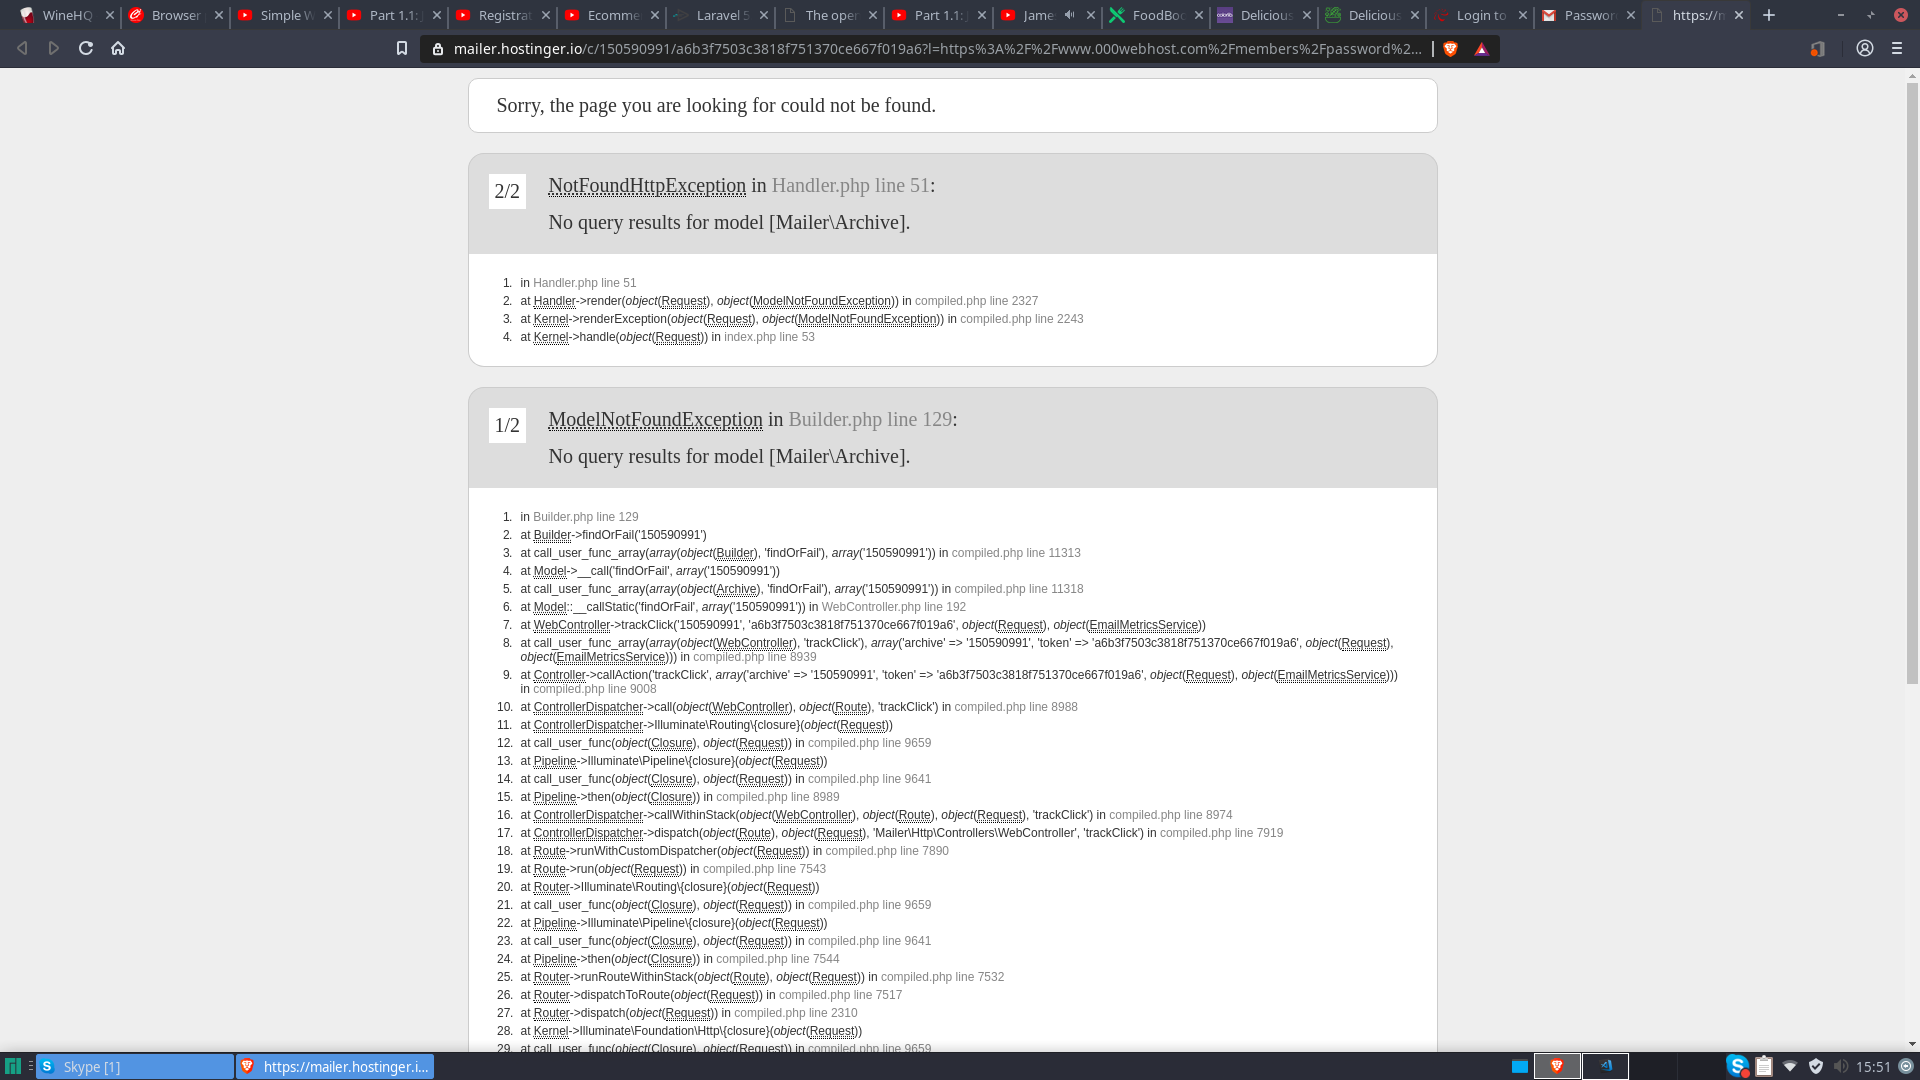 WineHQ
Browser
Simple W
Part 1.1: J
Registrat
Ecomme
Laravel 5
The oper
Part 1.1: J
Jame
FoodBoo
Delicious
Delicious
Login to
Passwor
https://m
mailer.hostinger.io/c/150590991/a6b3f7503c3818f751370ce667f019a6?l=https%3A%2F%2Fwww.000webhost.com%2Fmembers%2Fpassword%2...
Sorry, the page you are looking for could not be found.
2/2
NotFoundHttpException in Handler.php line 51:
No query results for model [Mailer\Archive].
1. in Handler.php line 51
2. at Handler->render(object(Request), object(ModelNotFoundException)) in compiled.php line 2327
3. at Kernel->renderException(object(Request), object(ModelNotFoundException)) in compiled.php line 2243
4. at Kernel->handle(object(Request)) in index.php line 53
1/2
ModelNotFoundException in Builder.php line 129:
No query results for model [Mailer\Archive].
1. in Builder.php line 129
2. at Builder->findOrFail('150590991')
3. at call_user_func_array(array(object(Builder), 'findOrFail'), array('150590991')) in compiled.php line 11313
4. at Model->__call('findOrFail', array('150590991'))
5. at call_user_func_array(array(object(Archive), 'findOrFail'), array('150590991')) in compiled.php line 11318
6. at Model::__callStatic('findOrFail', array('150590991')) in WebController.php line 192
7. at WebController->trackClick('150590991', 'a6b3f7503c3818f751370ce667f019a6', object(Request), object(EmailMetricsService))
8. at call_user_func_array(array(object(WebController), 'trackClick'), array('archive' => '150590991', 'token' => 'a6b3f7503c3818f751370ce667f019a6', object(Request),
object(EmailMetricsService))) in compiled.php line 8939
9. at Controller->callAction('trackClick', array('archive' => '150590991', 'token' => 'a6b3f7503c3818f751370ce667f019a6', object(Request), object(EmailMetricsService)))
in compiled.php line 9008
10. at ControllerDispatcher->call(object(WebController), object(Route), 'trackClick') in compiled.php line 8988
11. at ControllerDispatcher->Illuminate\Routing\{closure}(object(Request))
12. at call_user_func(object(Closure), object(Request)) in compiled.php line 9659
13. at Pipeline->Illuminate\Pipeline\{closure}(object(Request))
14. at call_user_func(object(Closure), object(Request)) in compiled.php line 9641
15. at Pipeline->then(object(Closure)) in compiled.php line 8989
16. at ControllerDispatcher->callWithinStack(object(WebController), object(Route), object(Request), 'trackClick') in compiled.php line 8974
17. at ControllerDispatcher->dispatch(object(Route), object(Request), 'Mailer\Http\Controllers\WebController', 'trackClick') in compiled.php line 7919
18. at Route->runWithCustomDispatcher(object(Request)) in compiled.php line 7890
19. at Route->run(object(Request)) in compiled.php line 7543
20. at Router->Illuminate\Routing\{closure}(object(Request))
21. at call_user_func(object(Closure), object(Request)) in compiled.php line 9659
22. at Pipeline->Illuminate\Pipeline\{closure}(object(Request))
23. at call_user_func(object(Closure), object(Request)) in compiled.php line 9641
24. at Pipeline->then(object(Closure)) in compiled.php line 7544
25. at Router->runRouteWithinStack(object(Route), object(Request)) in compiled.php line 7532
26. at Router->dispatchToRoute(object(Request)) in compiled.php line 7517
27. at Router->dispatch(object(Request)) in compiled.php line 2310
28. at Kernel->Illuminate\Foundation\Http\{closure}(object(Request))
29. at call_user_func(object(Closure), object(Request)) in compiled.php line 9659
Skype [1]
https://mailer.hostinger.i...
15:51